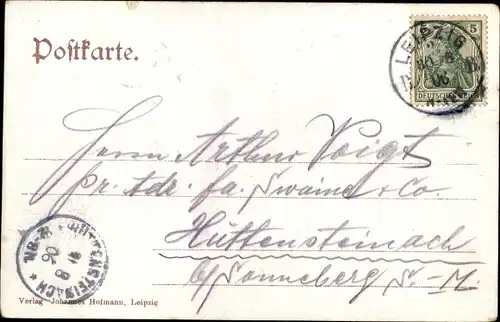 Postkarte.
LEIPZIG
5
DEUTSCHES REICH
Herrn Arthur Voigt
pr. Adr. fa. Swaine & Co.
Hüttensteinach
b/ Sonneberg S.-M.
HÜTTENSTEINACH
Verlag Johannes Hofmann, Leipzig